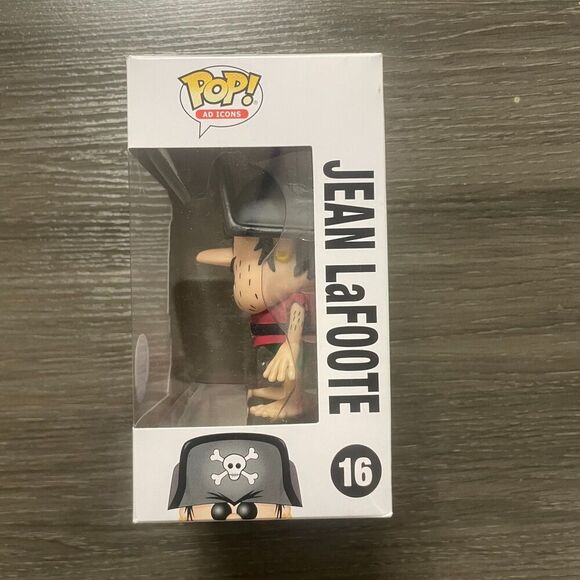 POP!
AD ICONS
JEAN LaFOOTE
16